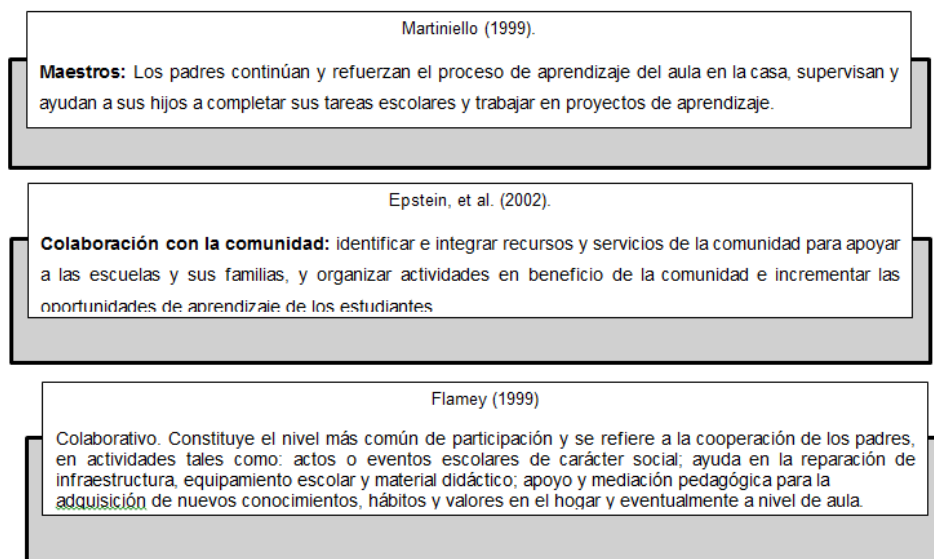 Martiniello (1999).
Maestros: Los padres continúan y refuerzan el proceso de aprendizaje del aula en la casa, supervisan y
ayudan a sus hijos a completar sus tareas escolares y trabajar en proyectos de aprendizaje.
Epstein, et al. (2002).
Colaboración con la comunidad: identificar e integrar recursos y servicios de la comunidad para apoyar
a las escuelas y sus familias, y organizar actividades en beneficio de la comunidad e incrementar las
oportunidades de aprendizaje de los estudiantes
Flamey (1999)
Colaborativo. Constituye el nivel más común de participación y se refiere a la cooperación de los padres,
en actividades tales como: actos o eventos escolares de carácter social; ayuda en la reparación de
infraestructura, equipamiento escolar y material didáctico; apoyo y mediación pedagógica para la
adquisición de nuevos conocimientos, hábitos y valores en el hogar y eventualmente a nivel de aula.